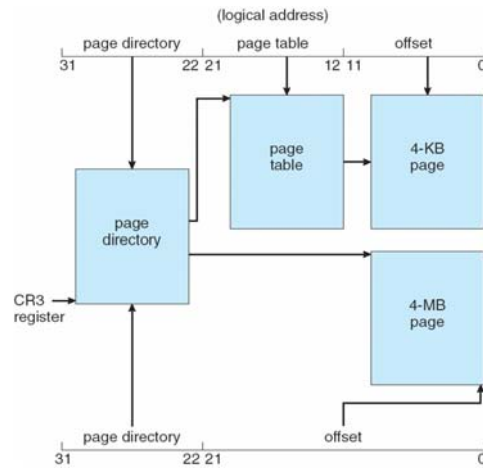 (logical address)
page directory page table offset
31 22 21 12 11 0
page table
4-KB page
page directory
CR3 register
4-MB page
page directory offset
31 22 21 0